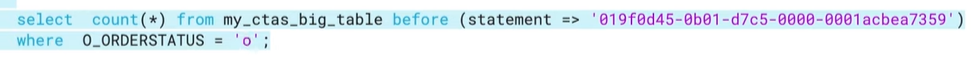 select  count(*) from my_ctas_big_table before (statement => '019f0d45-0b01-d7c5-0000-0001acbea7359')
where  O_ORDERSTATUS = 'o';